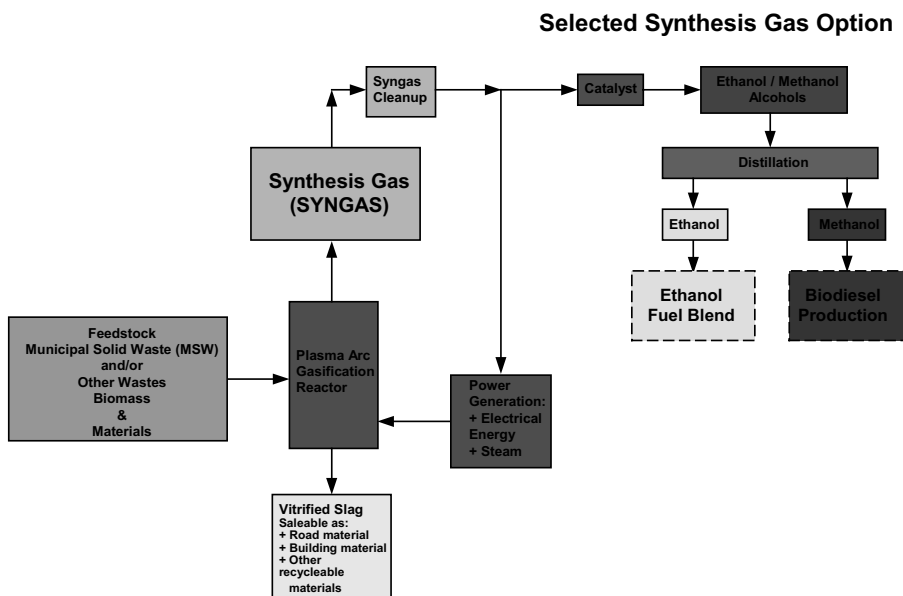 Selected Synthesis Gas Option
Syngas
Cleanup
Catalyst
Ethanol / Methanol
Alcohols
Distillation
Synthesis Gas
(SYNGAS)
Ethanol
Methanol
Ethanol
Fuel Blend
Biodiesel
Production
Feedstock
Municipal Solid Waste (MSW)
and/or
Other Wastes
Biomass
&
Materials
Plasma Arc
Gasification
Reactor
Power
Generation:
+ Electrical
Energy
+ Steam
Vitrified Slag
Saleable as:
+ Road material
+ Building material
+ Other
recycleable
materials